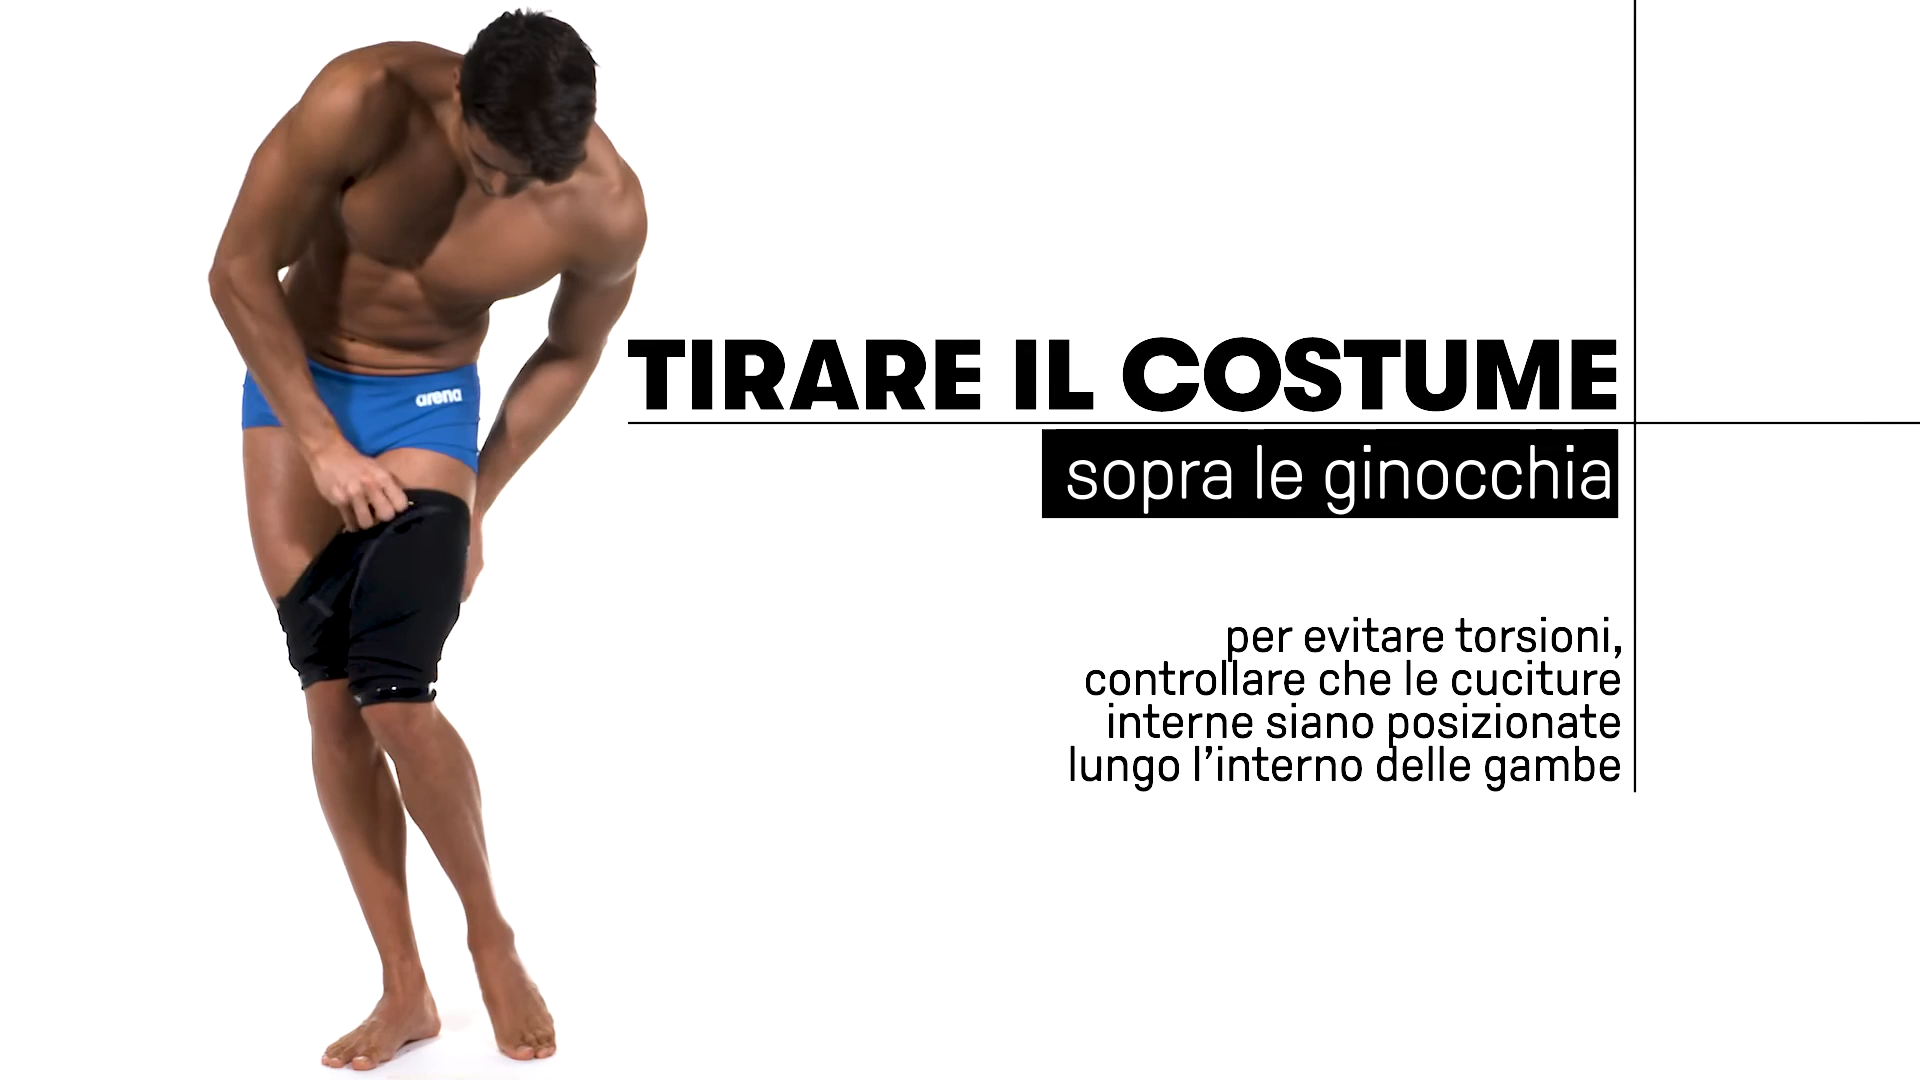 arena
TIRARE IL COSTUME
sopra le ginocchia
per evitare torsioni,
controllare che le cuciture
interne siano posizionate
lungo l’interno delle gambe